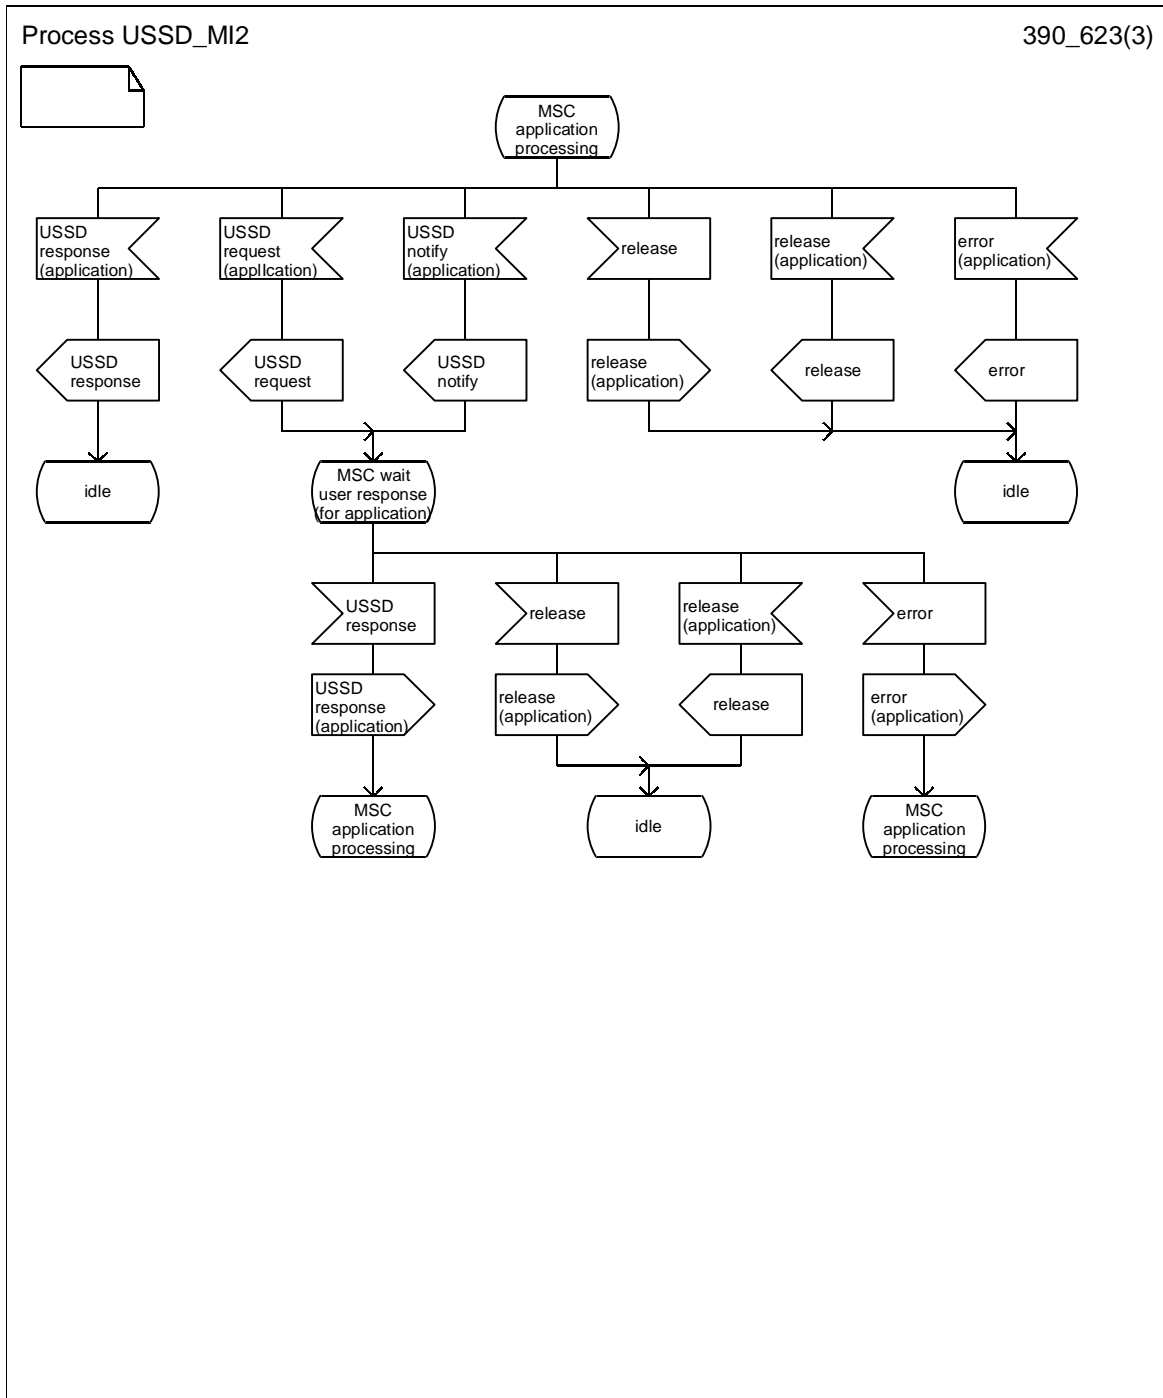 Process USSD_MI2
390_623(3)
MSC
application
processing
USSD
response
(application)
USSD
request
(appllcation)
USSD
notify
(application)
release
release
(application)
error
(application)
USSD
response
USSD
request
USSD
notify
release
(application)
release
error
idle
MSC wait
user response
(for application)
idle
USSD
response
release
release
(application)
error
USSD
response
(application)
release
(application)
release
error
(application)
MSC
application
processing
idle
MSC
application
processing